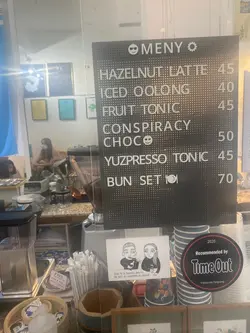 MENY
HAZELNUT LATTE 45
ICED OOLONG 40
FRUIT TONIC 45
CONSPIRACY
CHOC 50
YUZPRESSO TONIC 45
BUN SET 70
2025
Recommended by
TimeOut